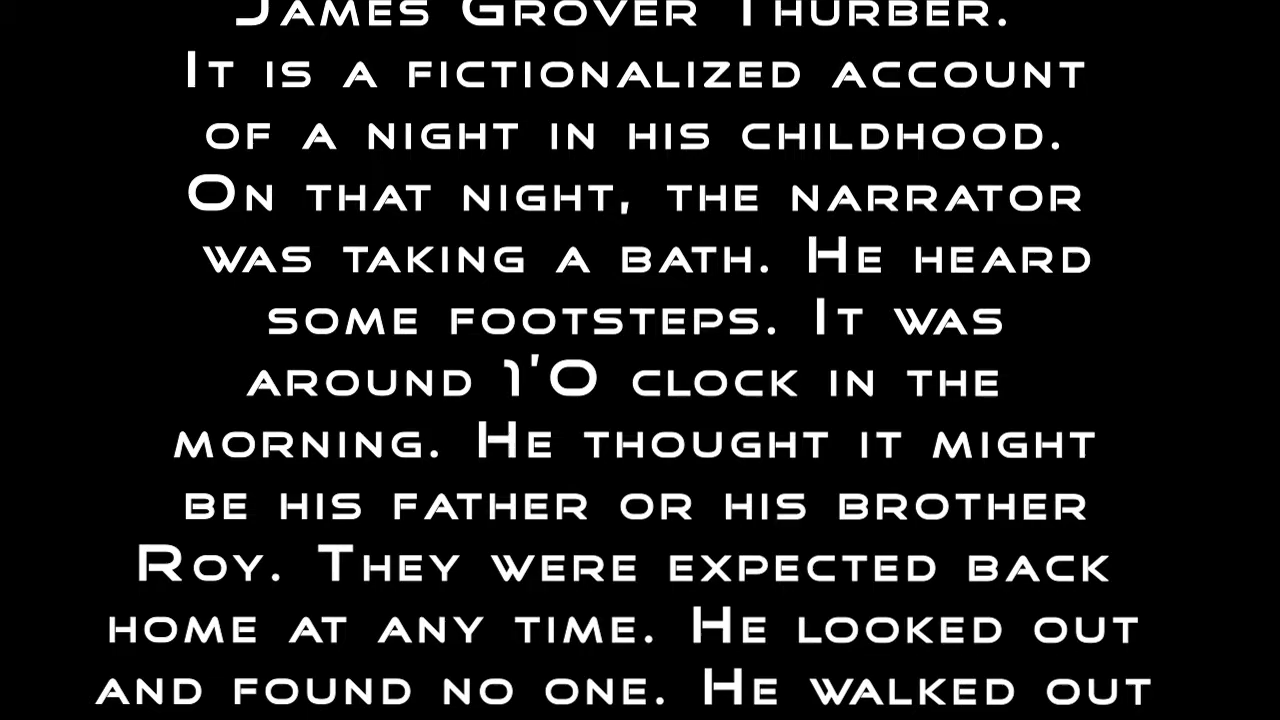 James Grover Thurber.
It is a fictionalized account
of a night in his childhood.
On that night, the narrator
was taking a bath. He heard
some footsteps. It was
around 1'O clock in the
morning. He thought it might
be his father or his brother
Roy. They were expected back
home at any time. He looked out
and found no one. He walked out